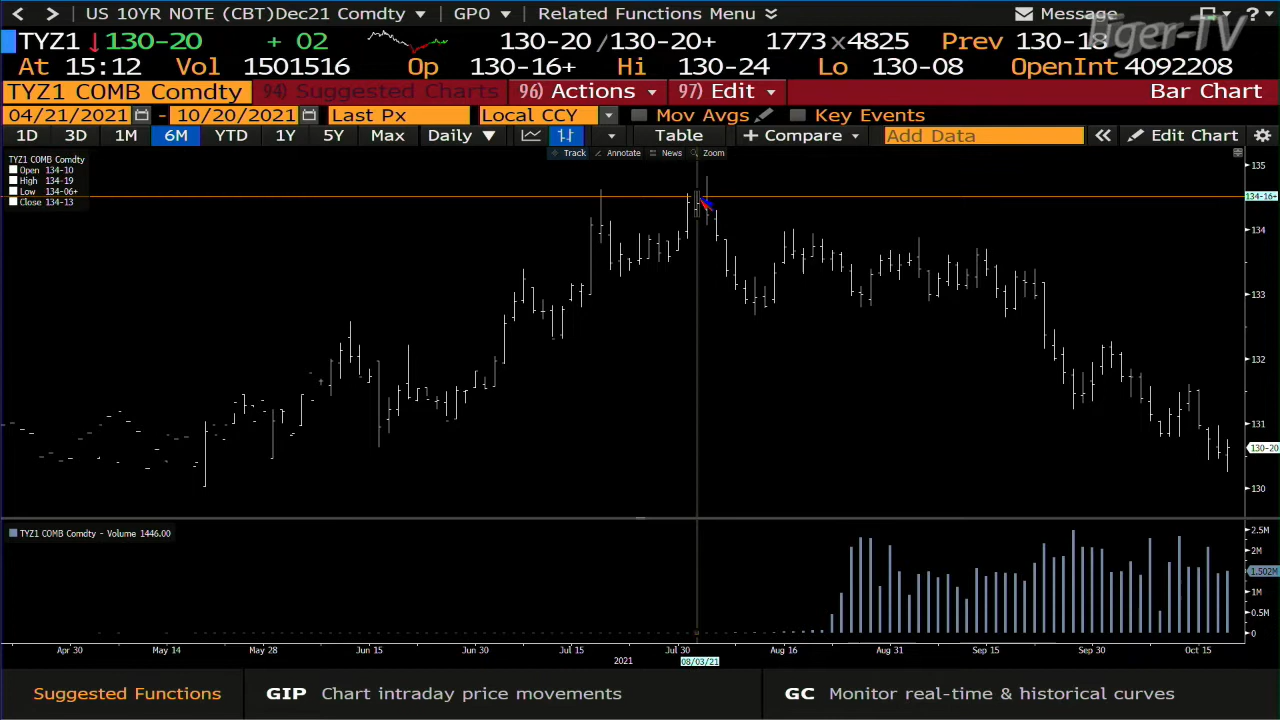 US 10YR NOTE (CBT)Dec21 Comdty GPO Related Functions Menu Message ?
Tiger-TV
TYZ1 130-20 + 02 130-20 /130-20+ 1773x4825 Prev 130-18
At 15:12 Vol 1501516 Op 130-16+ Hi 130-24 Lo 130-08 OpenInt 4092208
TYZ1 COMB Comdty 94) Suggested Charts 96) Actions 97) Edit Bar Chart
04/21/2021 - 10/20/2021 Last Px Local CCY Mov Avgs Key Events
1D 3D 1M 6M YTD 1Y 5Y Max Daily Table + Compare Add Data Edit Chart
Track Annotate News Zoom
TYZ1 COMB Comdty
Open 134-10
High 134-19
Low 134-06+
Close 134-13
135
134-16+
134
133
132
131
130-20
130
TYZ1 COMB Comdty - Volume 1446.00
2.5M
2M
1.502M
1M
0.5M
0
Apr 30 May 14 May 28 Jun 15 Jun 30 Jul 15 Jul 30 Aug 16 Aug 31 Sep 15 Sep 30 Oct 15
2021 08/03/21
Suggested Functions GIP Chart intraday price movements GC Monitor real-time & historical curves